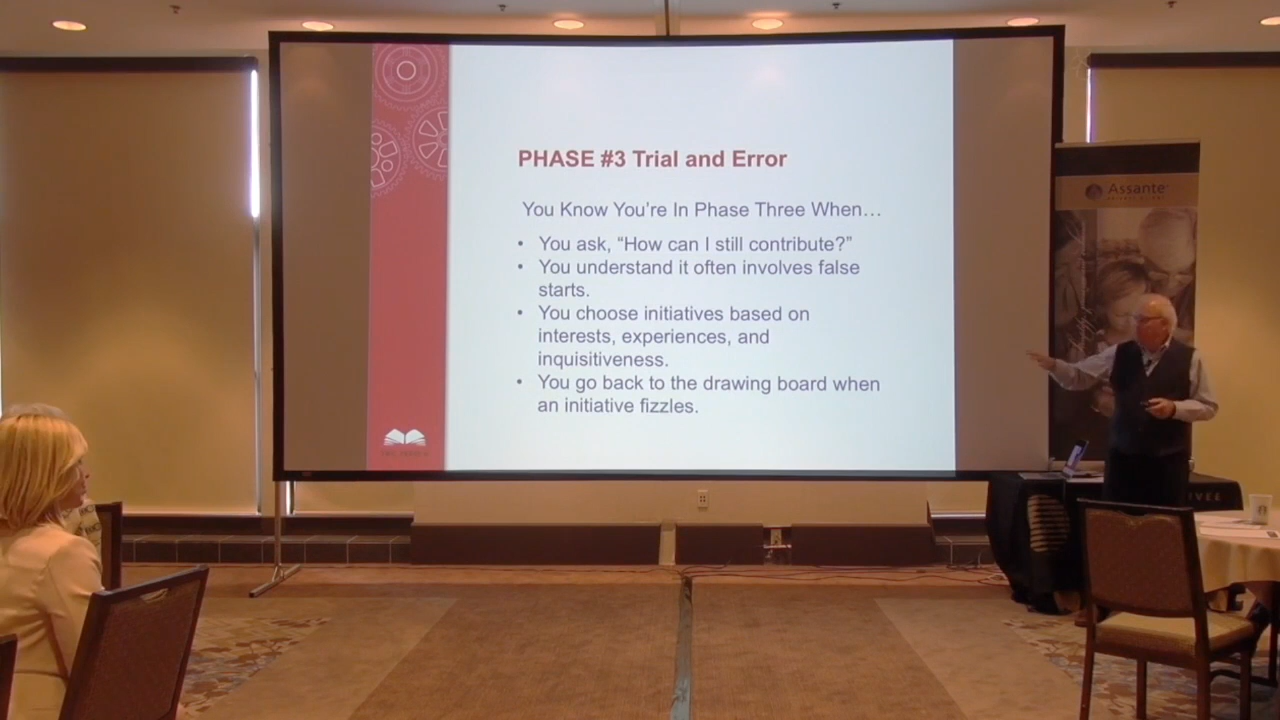 PHASE #3 Trial and Error
You Know You're In Phase Three When…
• You ask, “How can I still contribute?”
• You understand it often involves false
starts.
• You choose initiatives based on
interests, experiences, and
inquisitiveness.
• You go back to the drawing board when
an initiative fizzles.
Assante